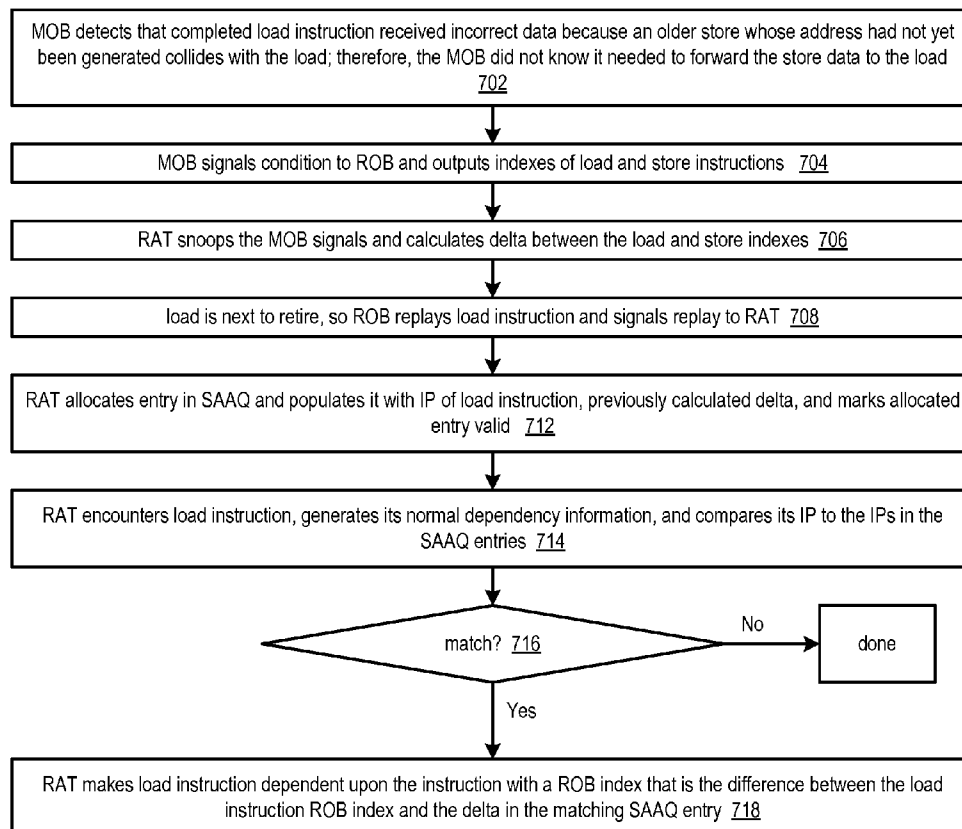 MOB detects that completed load instruction received incorrect data because an older store whose address had not yet
been generated collides with the load; therefore, the MOB did not know it needed to forward the store data to the load
702
MOB signals condition to ROB and outputs indexes of load and store instructions 704
RAT snoops the MOB signals and calculates delta between the load and store indexes 706
load is next to retire, so ROB replays load instruction and signals replay to RAT 708
RAT allocates entry in SAAQ and populates it with IP of load instruction, previously calculated delta, and marks allocated
entry valid 712
RAT encounters load instruction, generates its normal dependency information, and compares its IP to the IPs in the
SAAQ entries 714
match? 716
No
done
Yes
RAT makes load instruction dependent upon the instruction with a ROB index that is the difference between the load
instruction ROB index and the delta in the matching SAAQ entry 718